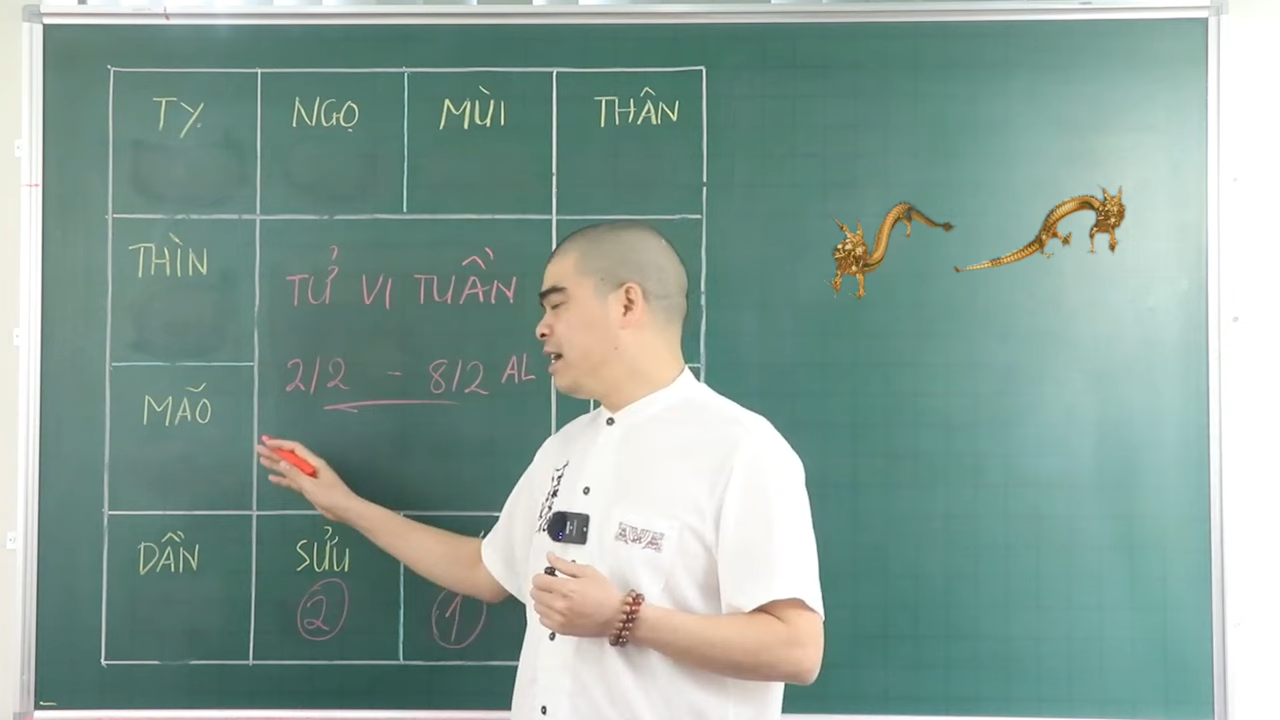 TỴ NGỌ MÙI THÂN
THÌN
TỬ VI TUẦN
2/2 - 8/2 AL
MÃO
DẦN SỬU
2 1